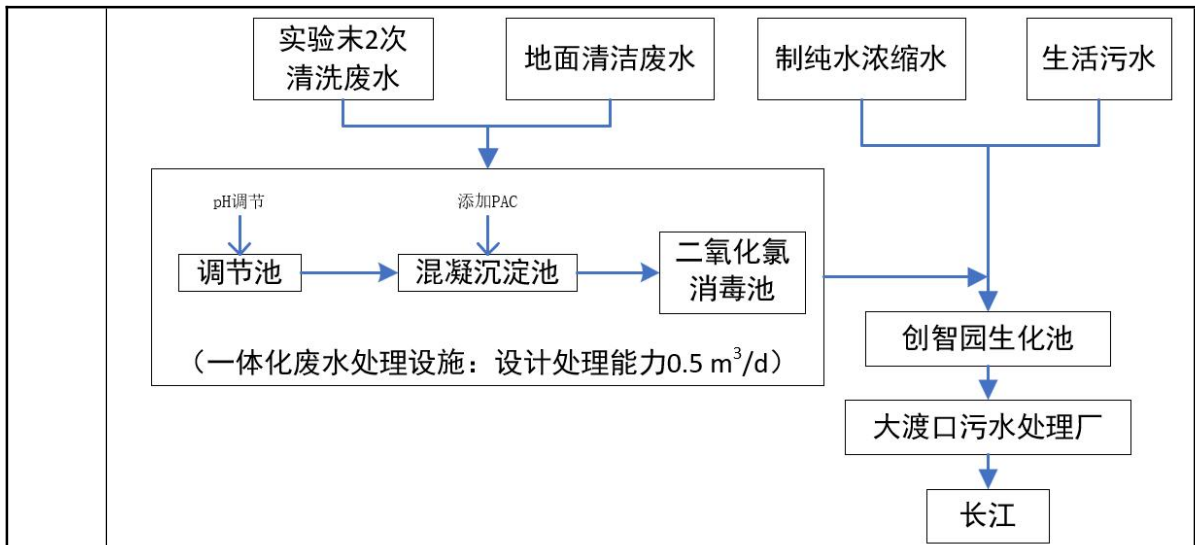 实验末2次
清洗废水
地面清洁废水
制纯水浓缩水
生活污水
pH调节
添加PAC
调节池
混凝沉淀池
二氧化氯
消毒池
（一体化废水处理设施：设计处理能力0.5 m³/d）
创智园生化池
大渡口污水处理厂
长江